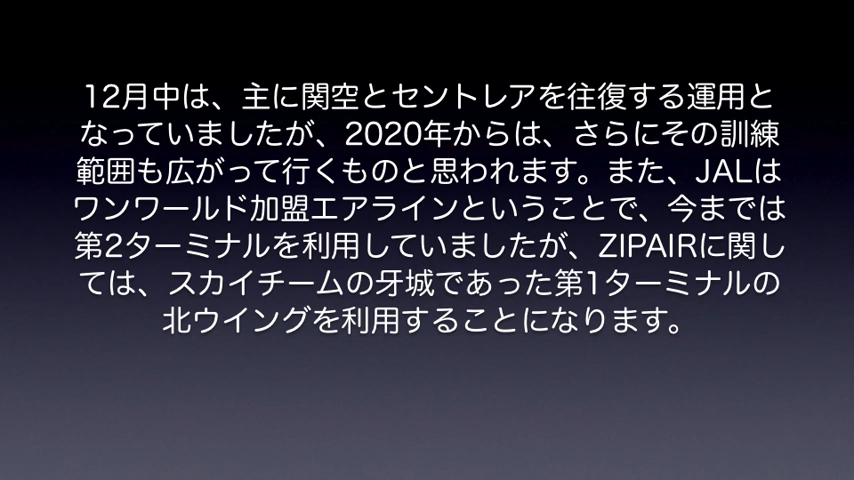 12月中は、主に関空とセントレアを往復する運用と
なっていましたが、2020年からは、さらにその訓練
範囲も広がって行くものと思われます。また、JALは
ワンワールド加盟エアラインということで、今までは
第2ターミナルを利用していましたが、ZIPAIRに関し
ては、スカイチームの牙城であった第1ターミナルの
北ウイングを利用することになります。